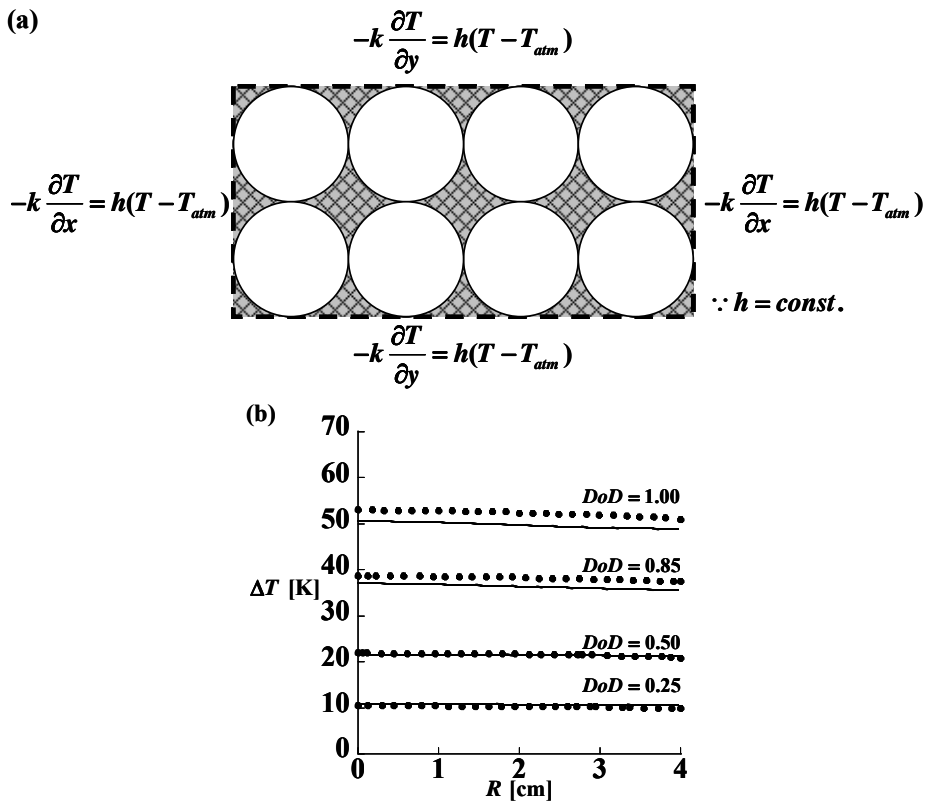 (a)
−k ∂T/∂y = h(T − T_atm)
−k ∂T/∂x = h(T − T_atm)
−k ∂T/∂x = h(T − T_atm)
∵ h = const.
−k ∂T/∂y = h(T − T_atm)
(b)
70
60
50
40
30
20
10
0
ΔT [K]
DoD = 1.00
DoD = 0.85
DoD = 0.50
DoD = 0.25
0 1 2 3 4
R [cm]